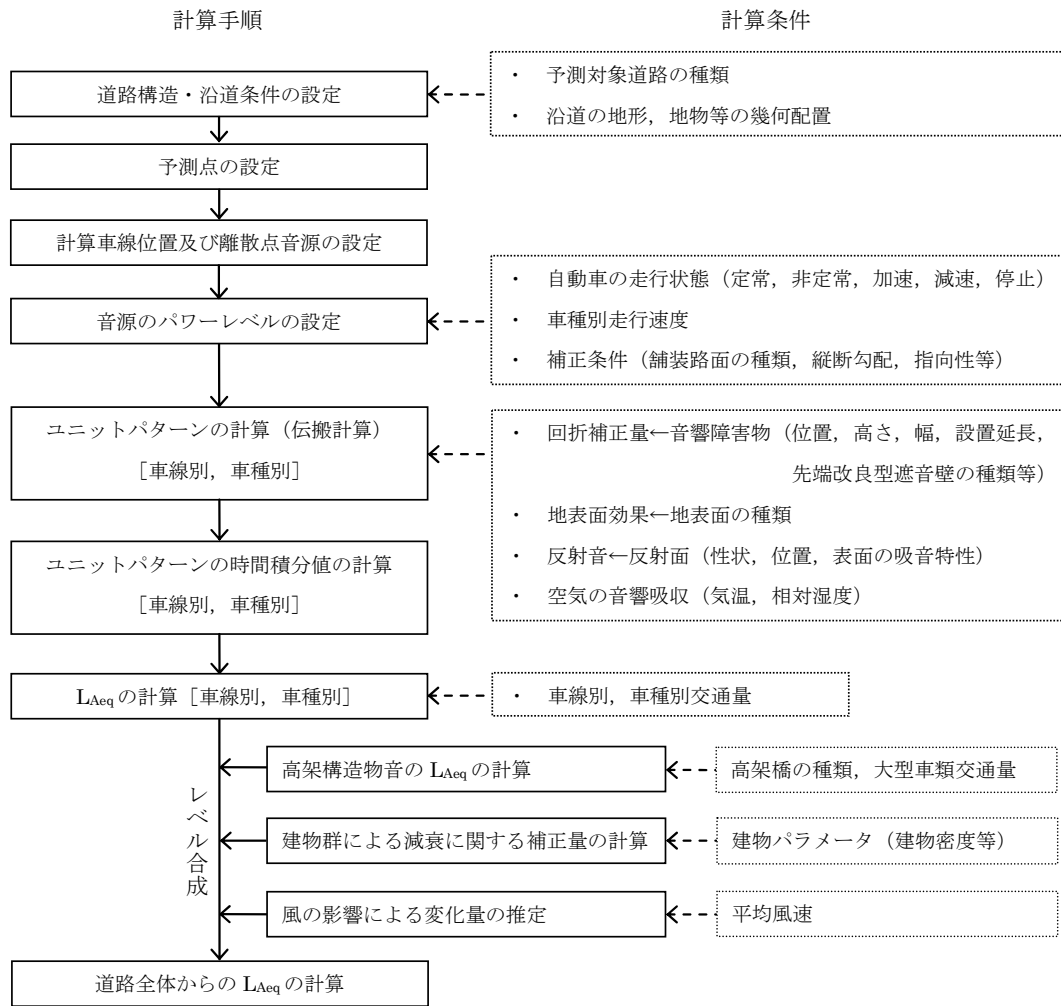 計算手順
計算条件
道路構造・沿道条件の設定
・ 予測対象道路の種類
・ 沿道の地形，地物等の幾何配置
予測点の設定
計算車線位置及び離散点音源の設定
音源のパワーレベルの設定
・ 自動車の走行状態（定常，非定常，加速，減速，停止）
・ 車種別走行速度
・ 補正条件（舗装路面の種類，縦断勾配，指向性等）
ユニットパターンの計算（伝搬計算）
［車線別，車種別］
・ 回折補正量←音響障害物（位置，高さ，幅，設置延長，
先端改良型遮音壁の種類等）
・ 地表面効果←地表面の種類
・ 反射音←反射面（性状，位置，表面の吸音特性）
・ 空気の音響吸収（気温，相対湿度）
ユニットパターンの時間積分値の計算
［車線別，車種別］
LAeq の計算［車線別，車種別］
・ 車線別，車種別交通量
レベル合成
高架構造物音の LAeq の計算
高架橋の種類，大型車類交通量
建物群による減衰に関する補正量の計算
建物パラメータ（建物密度等）
風の影響による変化量の推定
平均風速
道路全体からの LAeq の計算